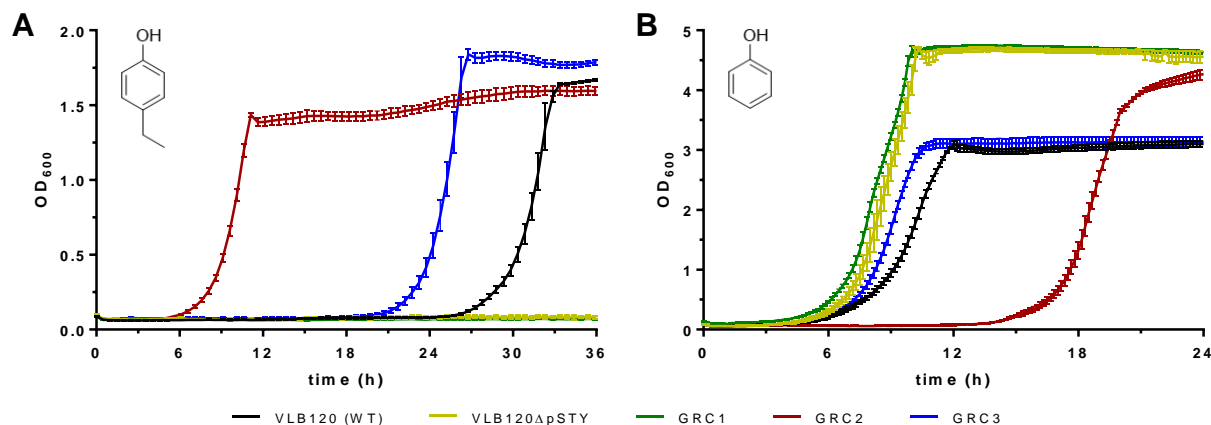 A
OH
OD600
2.0
1.5
1.0
0.5
0.0
0 6 12 18 24 30 36
time (h)
B
OH
OD600
5
4
3
2
1
0
0 6 12 18 24
time (h)
VLB120 (WT) VLB120ΔpSTY GRC1 GRC2 GRC3